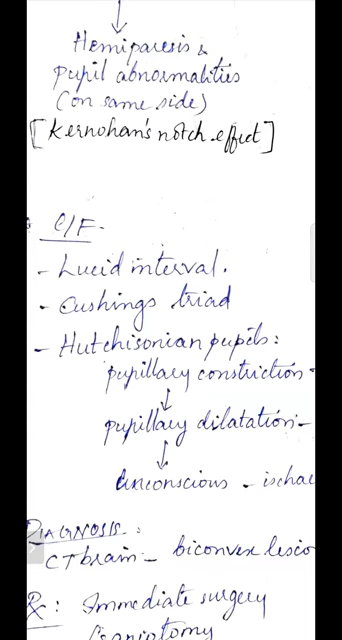 Hemiparesis &
pupil abnormalities
(on same side)
[Kernohan's notch effect]
C/F -
- Lucid interval.
- Cushings triad
- Hutchisonian pupils:
pupillary constriction -
pupillary dilatation -
Unconscious - ischae
DIAGNOSIS:
CT brain - biconvex lesio
Rx: Immediate surgery
Craniotomy